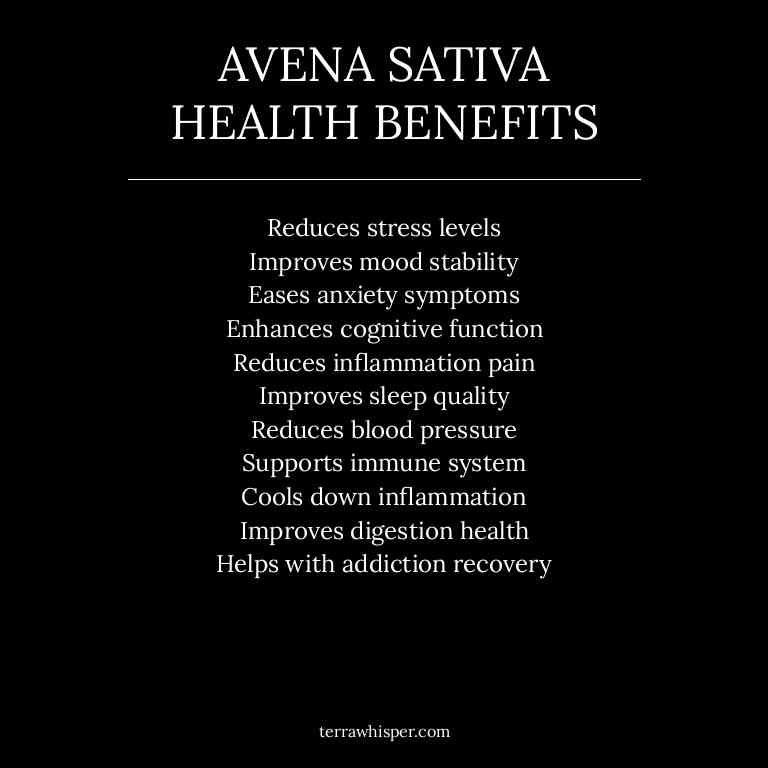 AVENA SATIVA
HEALTH BENEFITS
Reduces stress levels
Improves mood stability
Eases anxiety symptoms
Enhances cognitive function
Reduces inflammation pain
Improves sleep quality
Reduces blood pressure
Supports immune system
Cools down inflammation
Improves digestion health
Helps with addiction recovery
terrawhisper.com